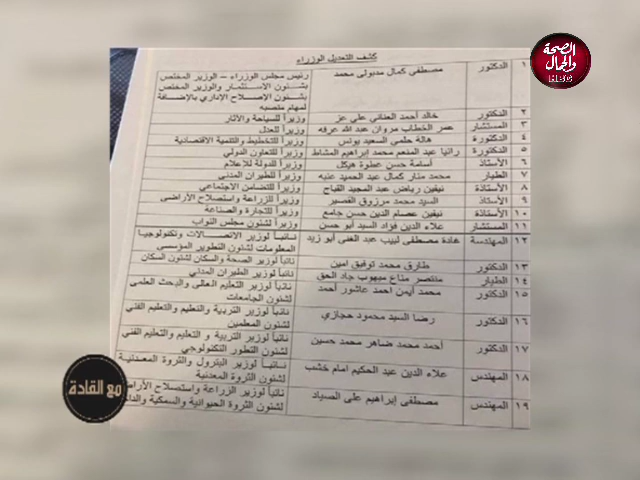 الصحة
والجمال
كشف التعديل الوزراء
١ الدكتور مصطفى كمال مدبولى محمد رئيس مجلس الوزراء – الوزير المختص
بشئون الاستثمار والوزير المختص
بشئون الاصلاح الإداري بالإضافة
لمهام منصبه
٢ الدكتور خالد أحمد العنانى على عز وزيراً للسياحة والآثار
٣ المستشار عمر الخطاب مروان عبد الله عرفه وزيراً للعدل
٤ الدكتورة هالة حلمى السعيد يونس وزيراً للتخطيط والتنمية الاقتصادية
٥ الدكتورة رانيا عبد المنعم محمد إبراهيم المشاط وزيراً للتعاون الدولى
٦ الأستاذ أسامة حسن عطوة هيكل وزيراً للدولة للإعلام
٧ الطيار محمد منار كمال عبد الحميد عنبه وزيراً للطيران المدنى
٨ الأستاذة نيفين رياض عبد المجيد القباج وزيراً للتضامن الاجتماعى
٩ الأستاذ السيد محمد مرزوق القصير وزيراً للزراعة واستصلاح الأراضى
١٠ الأستاذة نيفين عصام الدين حسن جامع وزيراً للتجارة والصناعة
١١ المستشار علاء الدين فؤاد السيد أبو حسن وزيراً لشئون مجلس النواب
١٢ المهندسة غادة مصطفى لبيب عبد الغنى أبو زيد نائباً لوزير الاتصالات وتكنولوجيا
المعلومات لشئون التطوير المؤسسى
١٣ الدكتور طارق محمد توفيق امين نائباً لوزير الصحة والسكان لشئون السكان
١٤ الطيار منتصر مناع ميهوب جاد الحق نائباً لوزير الطيران المدنى
١٥ الدكتور محمد أيمن احمد عاشور أحمد نائباً لوزير التعليم العالى والبحث العلمى
لشئون الجامعات
١٦ الدكتور رضا السيد محمود حجازي نائباً لوزير التربية والتعليم والتعليم الفنى
لشئون المعلمين
١٧ الدكتور أحمد محمد ضاهر محمد حسين نائباً لوزير التربية و التعليم والتعليم الفنى
لشئون التطور التكنولوجي
١٨ المهندس علاء الدين عبد الحكيم امام خشب نائباً لوزير البترول والثروة المعدنية
لشئون الثروة المعدنية
١٩ المهندس مصطفى إبراهيم على الصياد نائباً لوزير الزراعة واستصلاح الأراض
لشئون الثروة الحيوانية والسمكية والداج
مع القادة